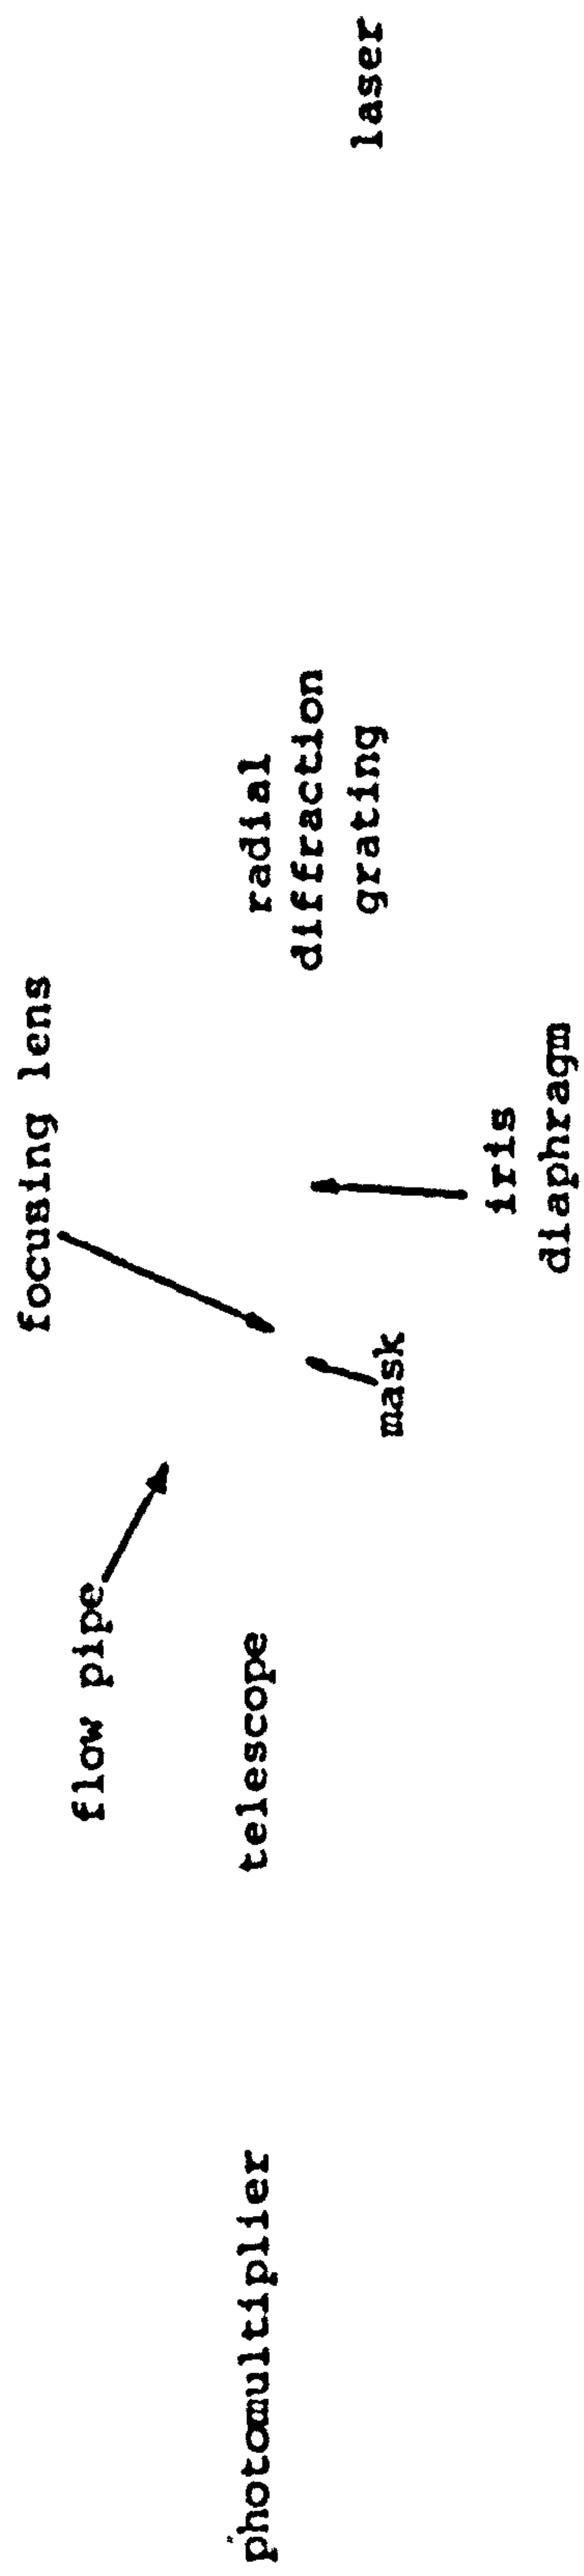 focusing lens
flow pipe
photomultiplier
telescope
radial
diffraction
grating
laser
mask
iris
diaphragm